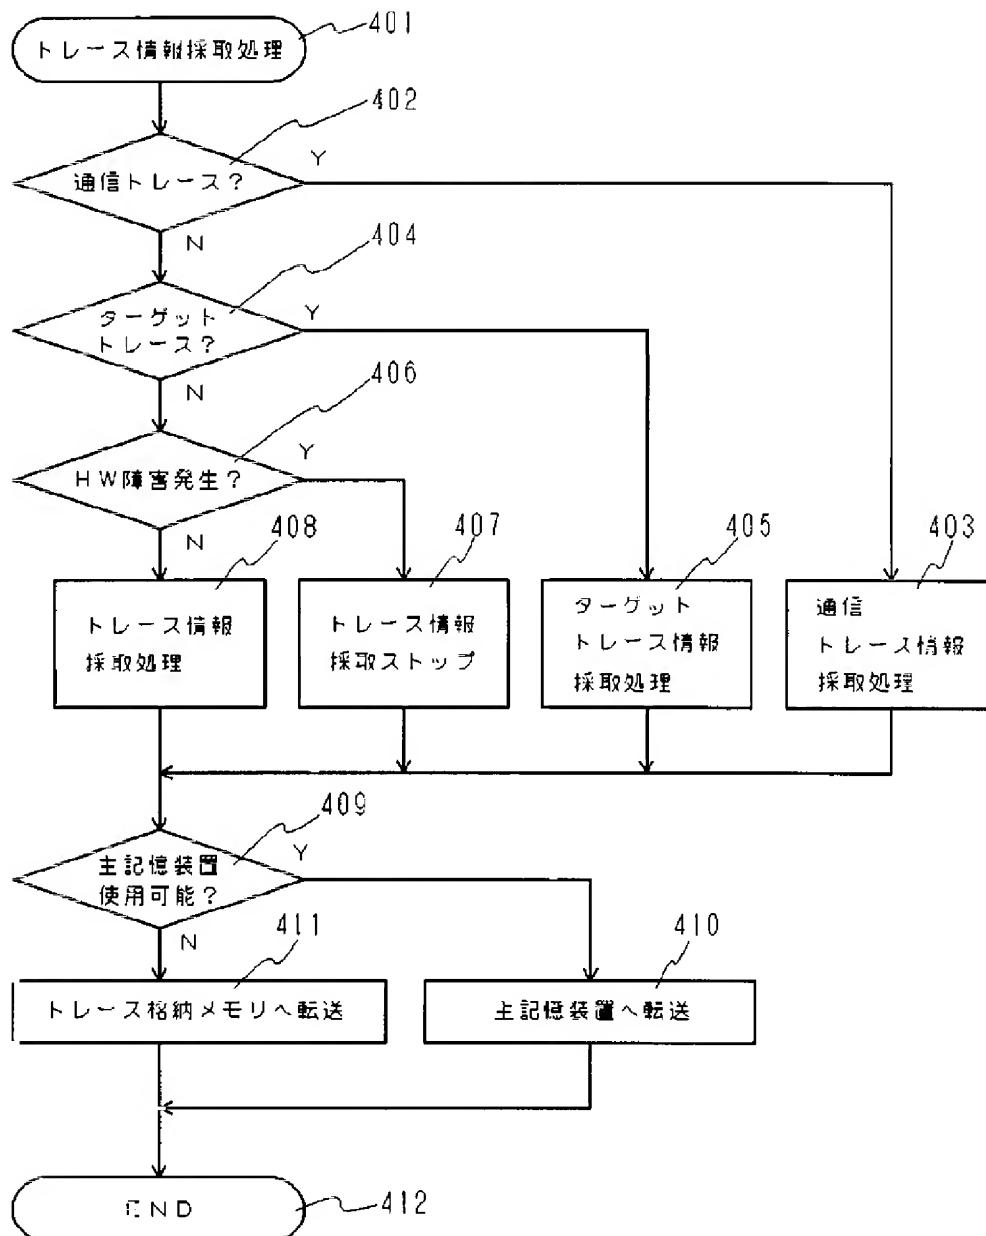 トレース情報採取処理
401
402
通信トレース?
Y
N
404
ターゲット
トレース?
Y
N
406
HW障害発生?
Y
N
408
407
405
403
トレース情報
採取処理
トレース情報
採取ストップ
ターゲット
トレース情報
採取処理
通信
トレース情報
採取処理
409
主記憶装置
使用可能?
Y
N
411
410
トレース格納メモリへ転送
主記憶装置へ転送
END
412